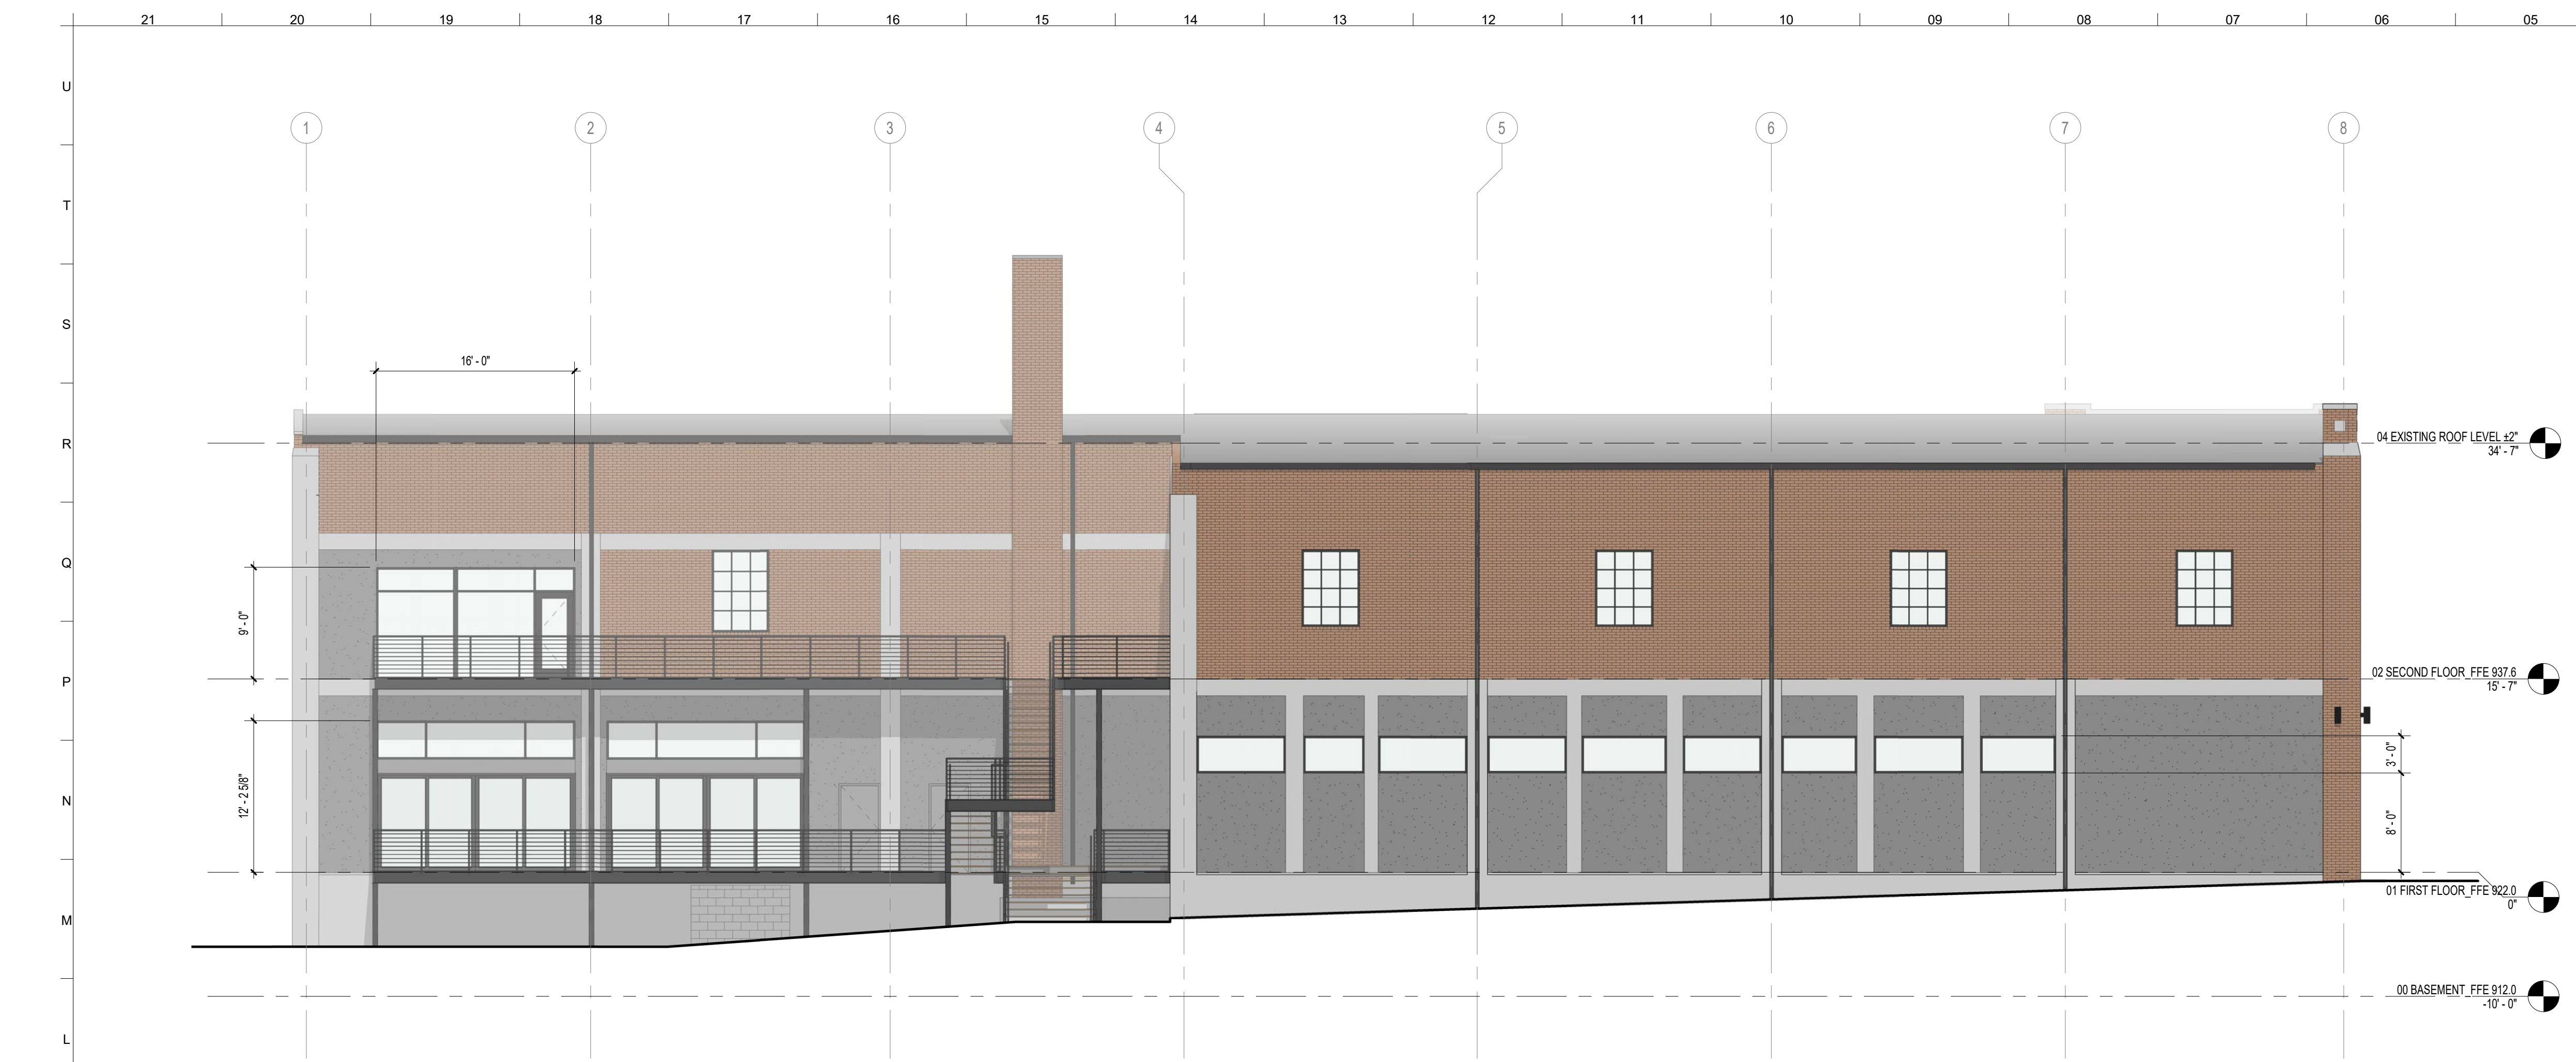 21 20 19 18 17 16 15 14 13 12 11 10 09 08 07 06 05
U
1 2 3 4 5 6 7 8
T
S
16' - 0"
R
04 EXISTING ROOF LEVEL ±2"
34' - 7"
Q
9' - 0"
P
02 SECOND FLOOR_FFE 937.6
15' - 7"
12' - 2 5/8"
3' - 0"
N
8' - 0"
01 FIRST FLOOR_FFE 922.0
0"
M
00 BASEMENT_FFE 912.0
-10' - 0"
L